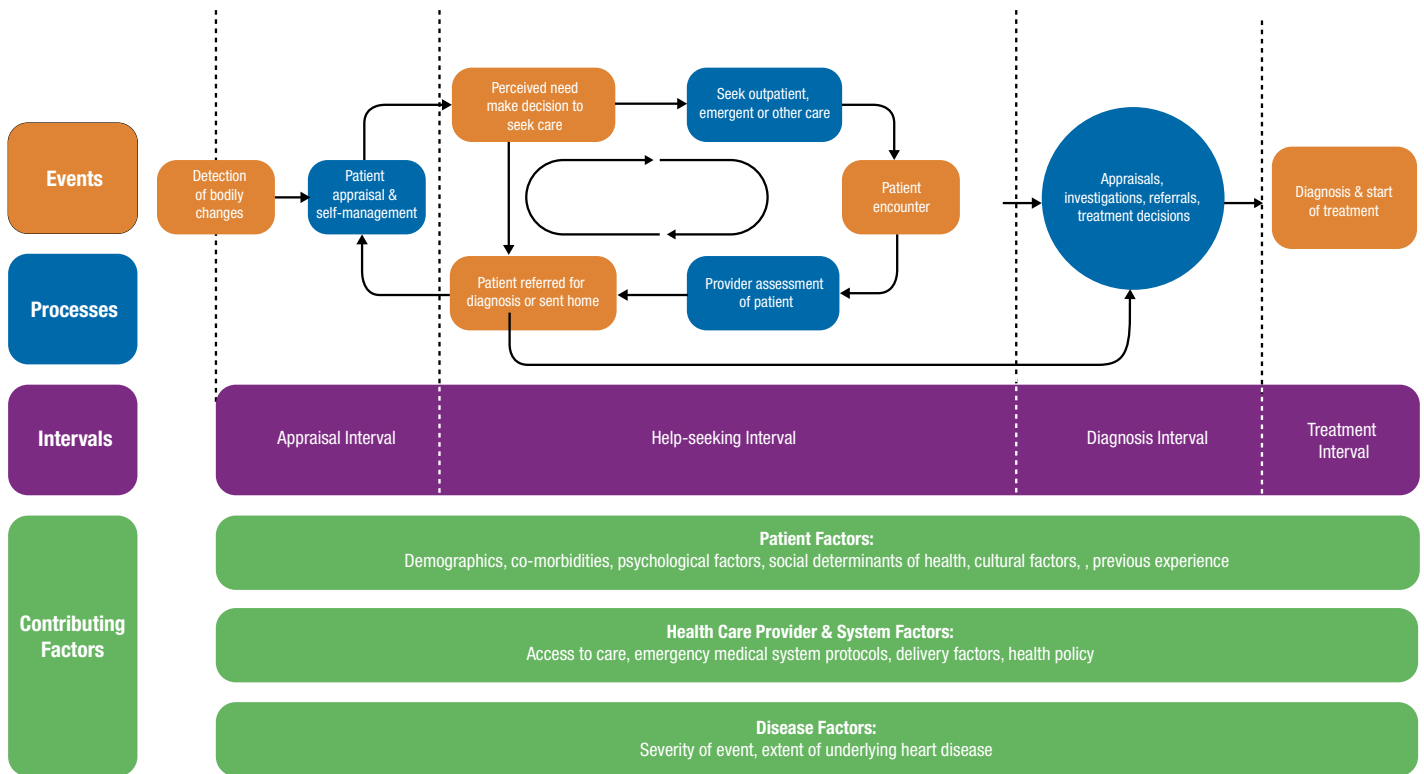 Events
Processes
Intervals
Contributing
Factors
Detection
of bodily
changes
Patient
appraisal &
self-management
Perceived need
make decision to
seek care
Seek outpatient,
emergent or other care
Patient
encounter
Provider assessment
of patient
Patient referred for
diagnosis or sent home
Appraisals,
investigations, referrals,
treatment decisions
Diagnosis & start
of treatment
Appraisal Interval
Help-seeking Interval
Diagnosis Interval
Treatment
Interval
Patient Factors:
Demographics, co-morbidities, psychological factors, social determinants of health, cultural factors, , previous experience
Health Care Provider & System Factors:
Access to care, emergency medical system protocols, delivery factors, health policy
Disease Factors:
Severity of event, extent of underlying heart disease